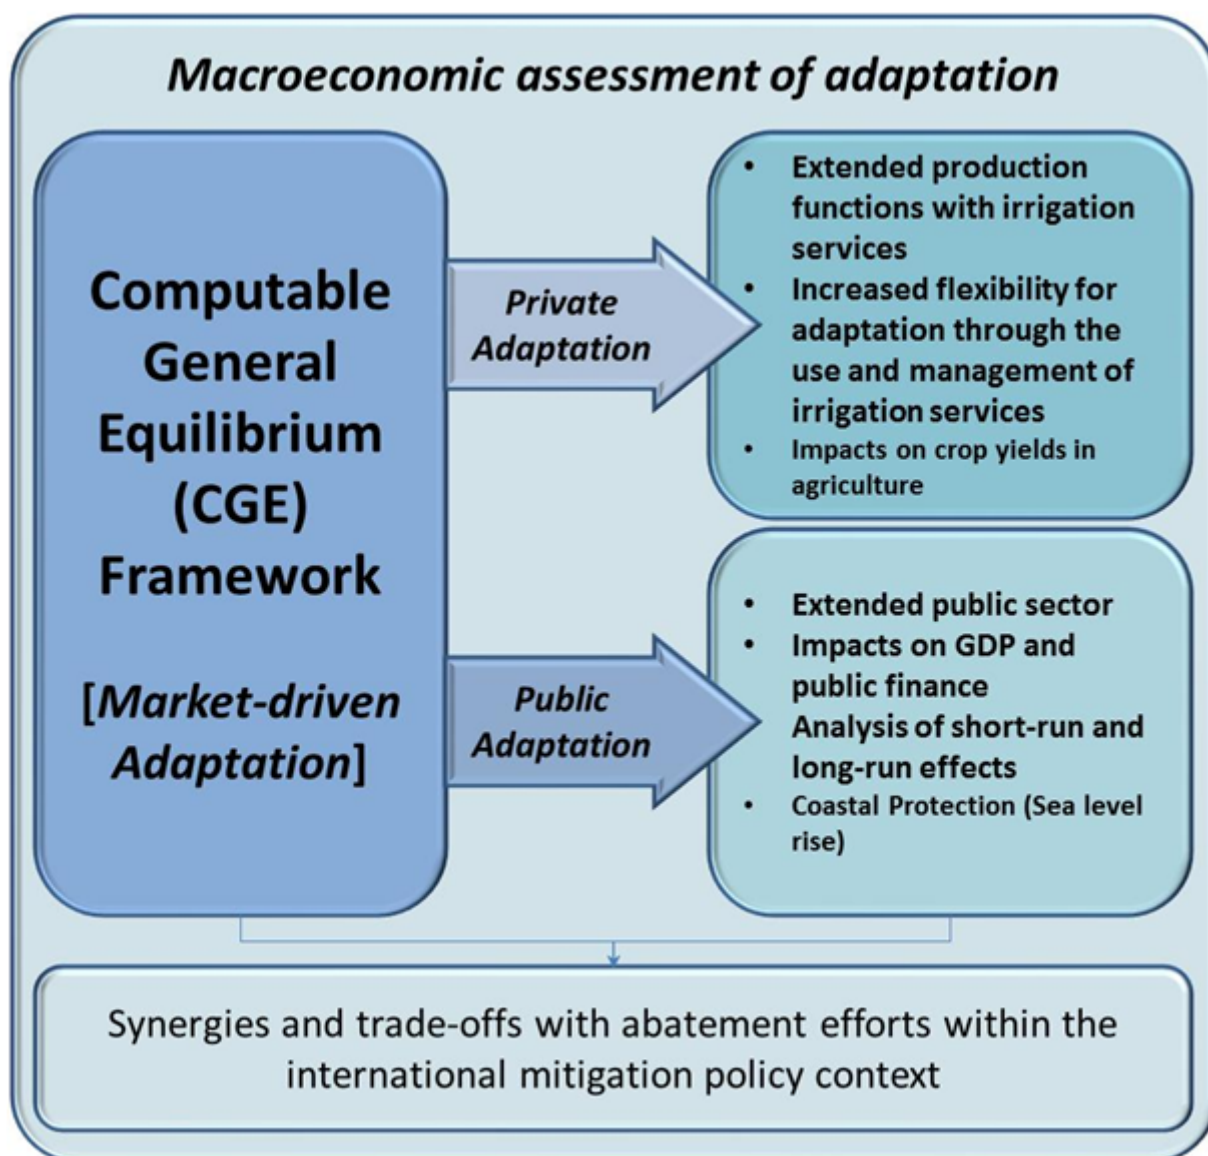 Macroeconomic assessment of adaptation
Computable
General
Equilibrium
(CGE)
Framework
[Market-driven
Adaptation]
Private
Adaptation
• Extended production
functions with irrigation
services
• Increased flexibility for
adaptation through the
use and management of
irrigation services
• Impacts on crop yields in
agriculture
Public
Adaptation
• Extended public sector
• Impacts on GDP and
public finance
Analysis of short-run and
long-run effects
• Coastal Protection (Sea level
rise)
Synergies and trade-offs with abatement efforts within the
international mitigation policy context